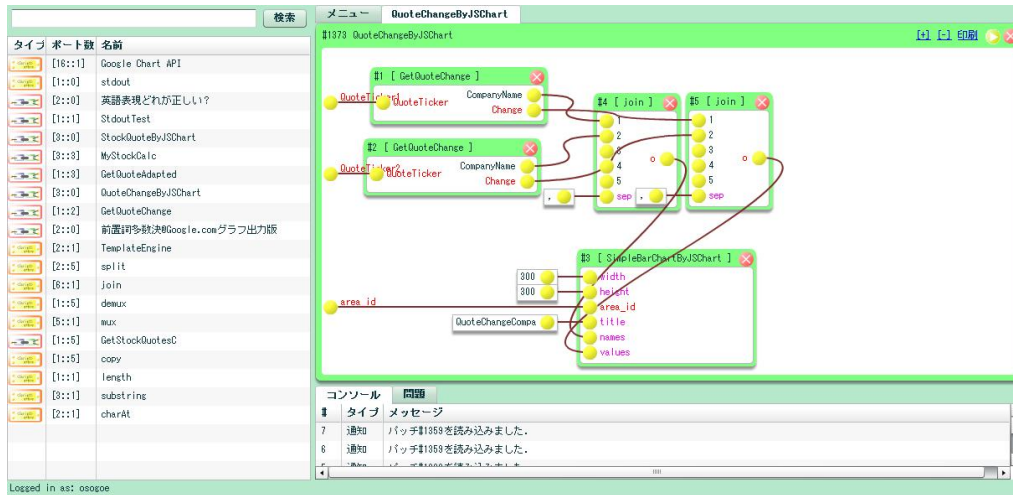 検索
タイプ ポート数 名前
[16::1] Google Chart API
[1::0] stdout
[2::0] 英語表現どれが正しい?
[1::1] StdoutTest
[3::0] StockQuoteByJSChart
[3::3] MyStockCalc
[1::3] GetQuoteAdapted
[3::0] QuoteChangeByJSChart
[1::2] GetQuoteChange
[2::0] 前置詞多数決@Google.comグラフ出力版
[2::1] TemplateEngine
[2::5] split
[6::1] join
[1::5] demux
[5::1] mux
[1::5] GetStockQuotesC
[1::5] copy
[1::1] length
[3::1] substring
[2::1] charAt
Logged in as: osogoe
メニュー QuoteChangeByJSChart
#1373 QuoteChangeByJSChart [+] [-] 印刷
#1 [ GetQuoteChange ]
QuoteTicker1 QuoteTicker CompanyName
Change
#2 [ GetQuoteChange ]
QuoteTicker2 QuoteTicker CompanyName
Change
#4 [ join ]
1
2
3
4
5
, sep
o
#5 [ join ]
1
2
3
4
5
, sep
o
#3 [ SimpleBarChartByJSChart ]
300 width
300 height
area_id area_id
QuoteChangeCompa title
names
values
コンソール 問題
# タイプ メッセージ
7 通知 パッチ#1359を読み込みました.
6 通知 パッチ#1359を読み込みました.